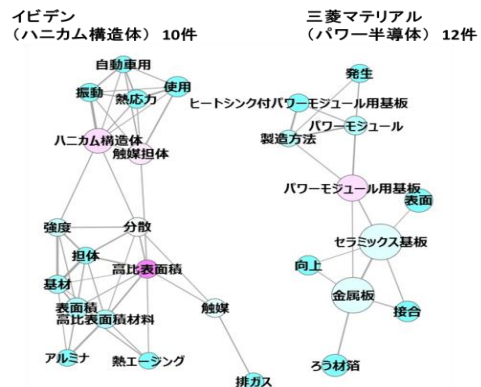 イビデン
（ハニカム構造体） 10件
自動車用
振動
熱応力
使用
ハニカム構造体
触媒担体
強度
分散
担体
高比表面積
基材
表面積
高比表面積材料
触媒
アルミナ
熱エージング
排ガス
三菱マテリアル
（パワー半導体） 12件
発生
ヒートシンク付パワーモジュール用基板
パワーモジュール
製造方法
パワーモジュール用基板
表面
セラミックス基板
向上
金属板
接合
ろう材箔